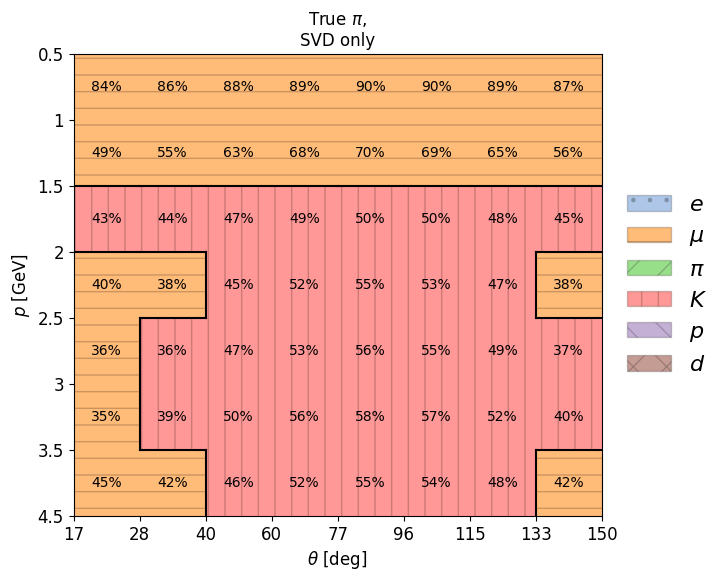 True π,
SVD only
0.5
84% 86% 88% 89% 90% 90% 89% 87%
1
49% 55% 63% 68% 70% 69% 65% 56%
1.5
43% 44% 47% 49% 50% 50% 48% 45%
2
40% 38% 45% 52% 55% 53% 47% 38%
2.5
36% 36% 47% 53% 56% 55% 49% 37%
3
35% 39% 50% 56% 58% 57% 52% 40%
3.5
45% 42% 46% 52% 55% 54% 48% 42%
4.5
17 28 40 60 77 96 115 133 150
θ [deg]
p [GeV]
e
μ
π
K
p
d